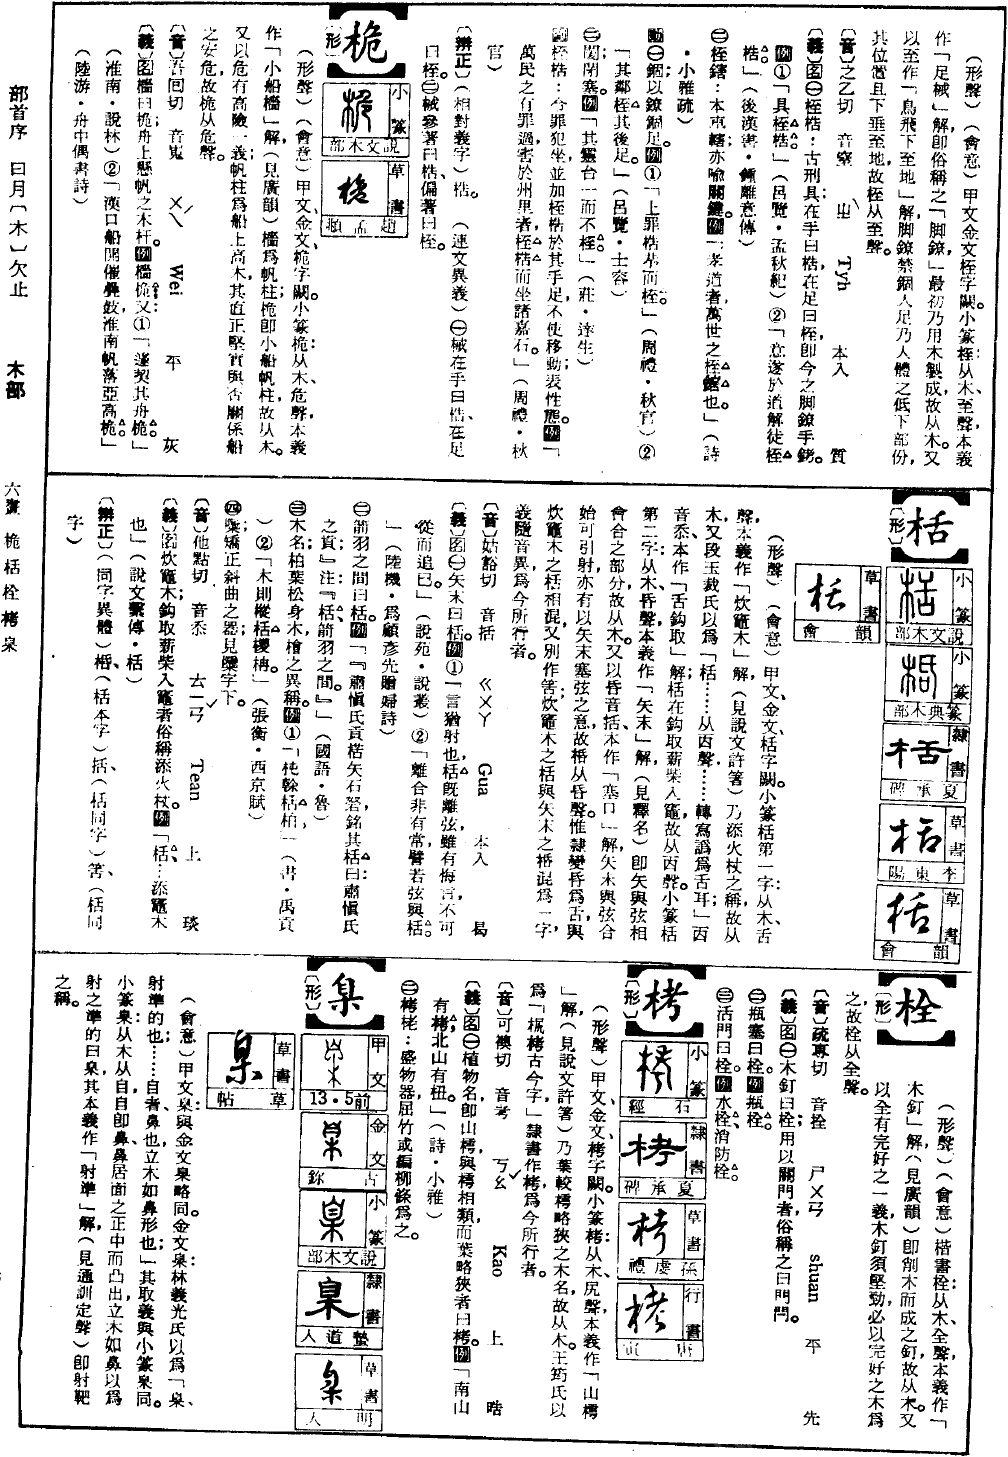 （形聲）（會意）甲文金文桎字闕。小篆桎：从木、至聲，本義
作「足械」解，即俗稱之「脚鐐」，最初乃用木製成，故从木。又
以至作「鳥飛下至地」解，脚鐐禁錮人足，乃人體之低下部份，
其位置且下垂至地，故桎从至聲。
〔音〕之乙切　音窒　ㄓˋ　Tyh　本入　質
〔義〕图㊀桎梏：古刑具，在手曰梏，在足曰桎，即今之脚鐐手銬。
例①「具桎梏。」（呂覽・孟秋紀）②「意遂於道解徒桎
梏。」（後漢書・鍾離意傳）
㊁桎鎋：本車轄，亦喻關鍵。例「孝道者萬世之桎鎋也」（詩
・小雅疏）
動㊀錮以鐐銬足。例①「上罪梏拲而桎」（周禮・秋官）②
「其鄰桎其後足。」（呂覽・士容）
㊁閡閉塞。例「其靈台一而不桎。」（莊・達生）
桎梏：令罪犯坐，並加桎梏於其手足，不使移動；表性態。例「
萬民之有罪過害於州里者，桎梏而坐諸嘉石。」（周禮・秋
官）
〔辨正〕（相對義字）梏。（運文異義）㊀械在手曰梏、在足
曰桎。㊁械參著曰梏，偏著曰桎。
桅
〔形〕
小篆　說文木部
草書　趙孟頫
（形聲）（會意）甲文、金文桅字闕。小篆桅：从木、危聲，本義
作「小船檣」解（見廣韻）檣爲帆柱，桅即小船帆柱，故从木。
又以危有高險一義，帆柱爲船上高木，其直正堅實與否關係船
之安危，故桅从危聲。
〔音〕吾回切　音嵬　ㄨㄟˊ　Wei　平　灰
〔義〕图檣曰桅，舟上懸帆之木杆。例檣桅又：①「遂契其舟桅。」
（淮南・說林）②「漢口船開催疊鼓，淮南帆落亞高桅。」
（陸游・舟中偶書詩）
栝
〔形〕
小篆　說文木部
小篆　篆典木部
隸書　夏承碑
草書　李東陽
草書　韻會
草書　韻會
（形聲）（會意）甲文、金文栝字闕。小篆栝第一字：从木、舌
聲，本義作「炊竈木」解（見說文許箸）乃添火杖之稱，故从
木。又段玉裁氏以爲「栝……从㐁聲……轉寫譌爲舌耳」㐁
音忝，本作「舌鈎取」解，栝在鈎取薪柴入竈，故从㐁聲。小篆栝
第二字：从木、昏聲，本義作「矢末」解（見釋名）即矢與弦相
會合之部分，故从木。又以昏音括，本作「塞口」解，矢末與弦合
始可引射，亦有以矢末塞弦之意，故㮯从昏聲。惟隸變昏爲舌，與
炊竈木之栝相混，又別作筈，炊竈木之栝與矢末之㮯混爲一字，
義隨音異，爲今所行者。
〔音〕姑豁切　音括　ㄍㄨㄚ　Gua　本入　曷
〔義〕图㊀矢末曰栝。例①「言猶射也，栝旣離弦，雖有悔言，不可
從而追已。」（說苑・說叢）②「離合非有常，譬若弦與栝。
」（陸機・爲顧彥先贈婦詩）
㊁箭羽之間曰栝。例「『肅愼氏貢楛矢石砮，銘其栝曰：肅愼氏
之貢』注『栝，箭羽之間。』」（國語・魯）
㊂木名，柏葉松身木，檜之異稱。例①「杶榦栝柏」（書・禹貢
）②「木則樅栝椶枏。」（張衡・西京賦）
㊃檃，矯正斜曲之器，見檃字下。
〔音〕他點切　音忝　ㄊㄧㄢˇ　Tean　上　琰
〔義〕图炊竈木，鈎取薪柴入竈者，俗稱添火杖。例「栝…添竈木
也」（說文繫傳・栝）
〔辨正〕（同字異體）㮯、（栝本字）括、（栝同字）筈、（栝同
字）
栓
〔形〕
（形聲）（會意）楷書栓：从木、全聲，本義作「
木釘」解（見廣韻）即削木而成之釘，故从木。又
以全有完好之一義，木釘須堅勁，必以完好之木爲
之，故栓从全聲。
〔音〕疏專切　音拴　ㄕㄨㄢ　shuan　平　先
〔義〕图㊀木釘曰栓；用以關門者俗稱之曰門閂。
㊁瓶塞曰栓。例瓶栓。
㊂活門曰栓。例水栓、消防栓。
栲
〔形〕
小篆　石經
隸書　夏承碑
草書　孫虔禮
行書　唐寅
（形聲）甲文、金文栲字闕。小篆栲：从木、尻聲，本義作「山樗
」解（見說文許箸）乃葉較樗略狹之木名，故从木。王筠氏以
爲「㯃栲古今字」隸書作栲，爲今所行者。
〔音〕可襖切　音考　ㄎㄠˇ　Kao　上　晧
〔義〕图㊀植物名，即山樗，與樗相類而葉略狹者曰栲。例「南山
有栲，北山有杻。」（詩・小雅）
㊁栲栳：盛物器，屈竹或編柳條爲之。
臬
〔形〕
甲文　前5・13
金文　古鉨
小篆　說文木部
隸書　螫道人
草書　明人
草書　草帖
（會意）甲文臬與金文臬略同。金文臬：林義光氏以爲「臬、
射準的也……自者，鼻也，立木如鼻形也」其取義與小篆臬同。
小篆臬：从木从自，自即鼻，鼻居面之正中而凸出，立木如鼻以爲
射之準的曰臬，其本義作「射準」解（見通訓定聲）即射靶
之稱。
部首序　曰月〔木〕欠止　木部　六畫　桅栝栓栲臬